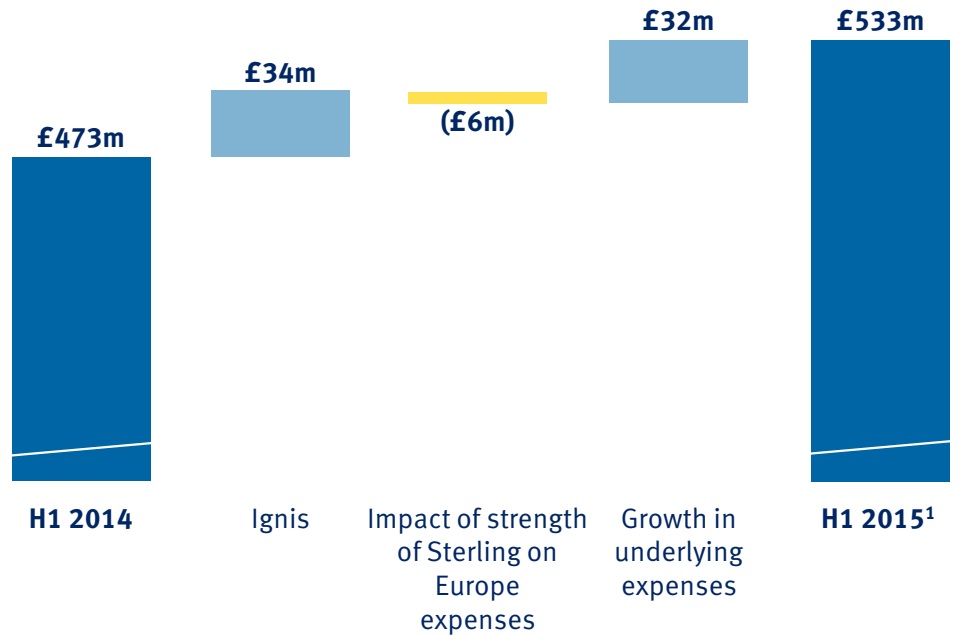 £32m
£533m
£34m
£473m
(£6m)
H1 2014
Ignis
Impact of strength
of Sterling on
Europe
expenses
Growth in
underlying
expenses
H1 2015¹